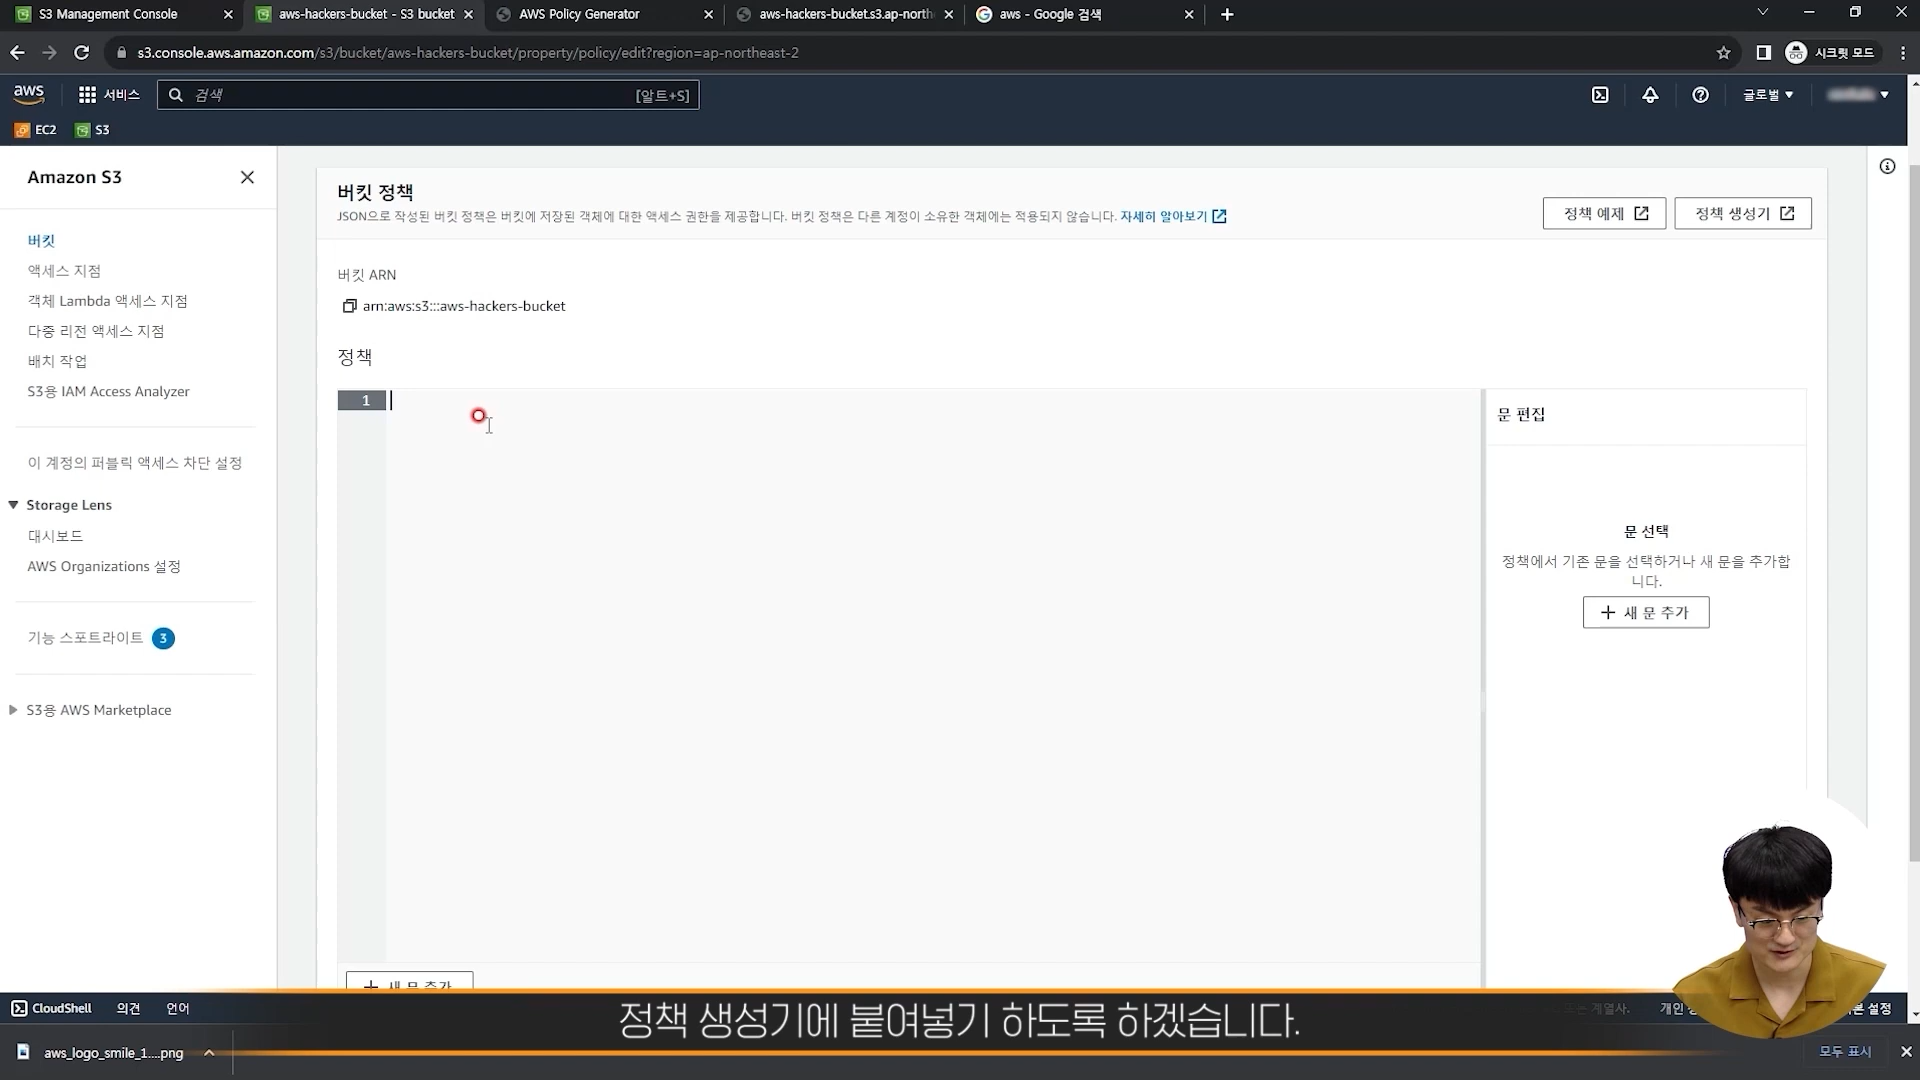 S3 Management Console
aws-hackers-bucket - S3 bucket
AWS Policy Generator
aws-hackers-bucket.s3.ap-north
aws - Google 검색
s3.console.aws.amazon.com/s3/bucket/aws-hackers-bucket/property/policy/edit?region=ap-northeast-2
시크릿 모드
aws
서비스
검색
[알트+S]
글로벌
EC2
S3
Amazon S3
버킷
액세스 지점
객체 Lambda 액세스 지점
다중 리전 액세스 지점
배치 작업
S3용 IAM Access Analyzer
이 계정의 퍼블릭 액세스 차단 설정
Storage Lens
대시보드
AWS Organizations 설정
기능 스포트라이트 3
S3용 AWS Marketplace
버킷 정책
JSON으로 작성된 버킷 정책은 버킷에 저장된 객체에 대한 액세스 권한을 제공합니다. 버킷 정책은 다른 계정이 소유한 객체에는 적용되지 않습니다. 자세히 알아보기
정책 예제
정책 생성기
버킷 ARN
arn:aws:s3:::aws-hackers-bucket
정책
1
문 편집
문 선택
정책에서 기존 문을 선택하거나 새 문을 추가합
니다.
+ 새 문 추가
+ 새 문 추가
CloudShell
의견
언어
계열사.
개인
설정
정책 생성기에 붙여넣기 하도록 하겠습니다.
aws_logo_smile_1....png
모두 표시